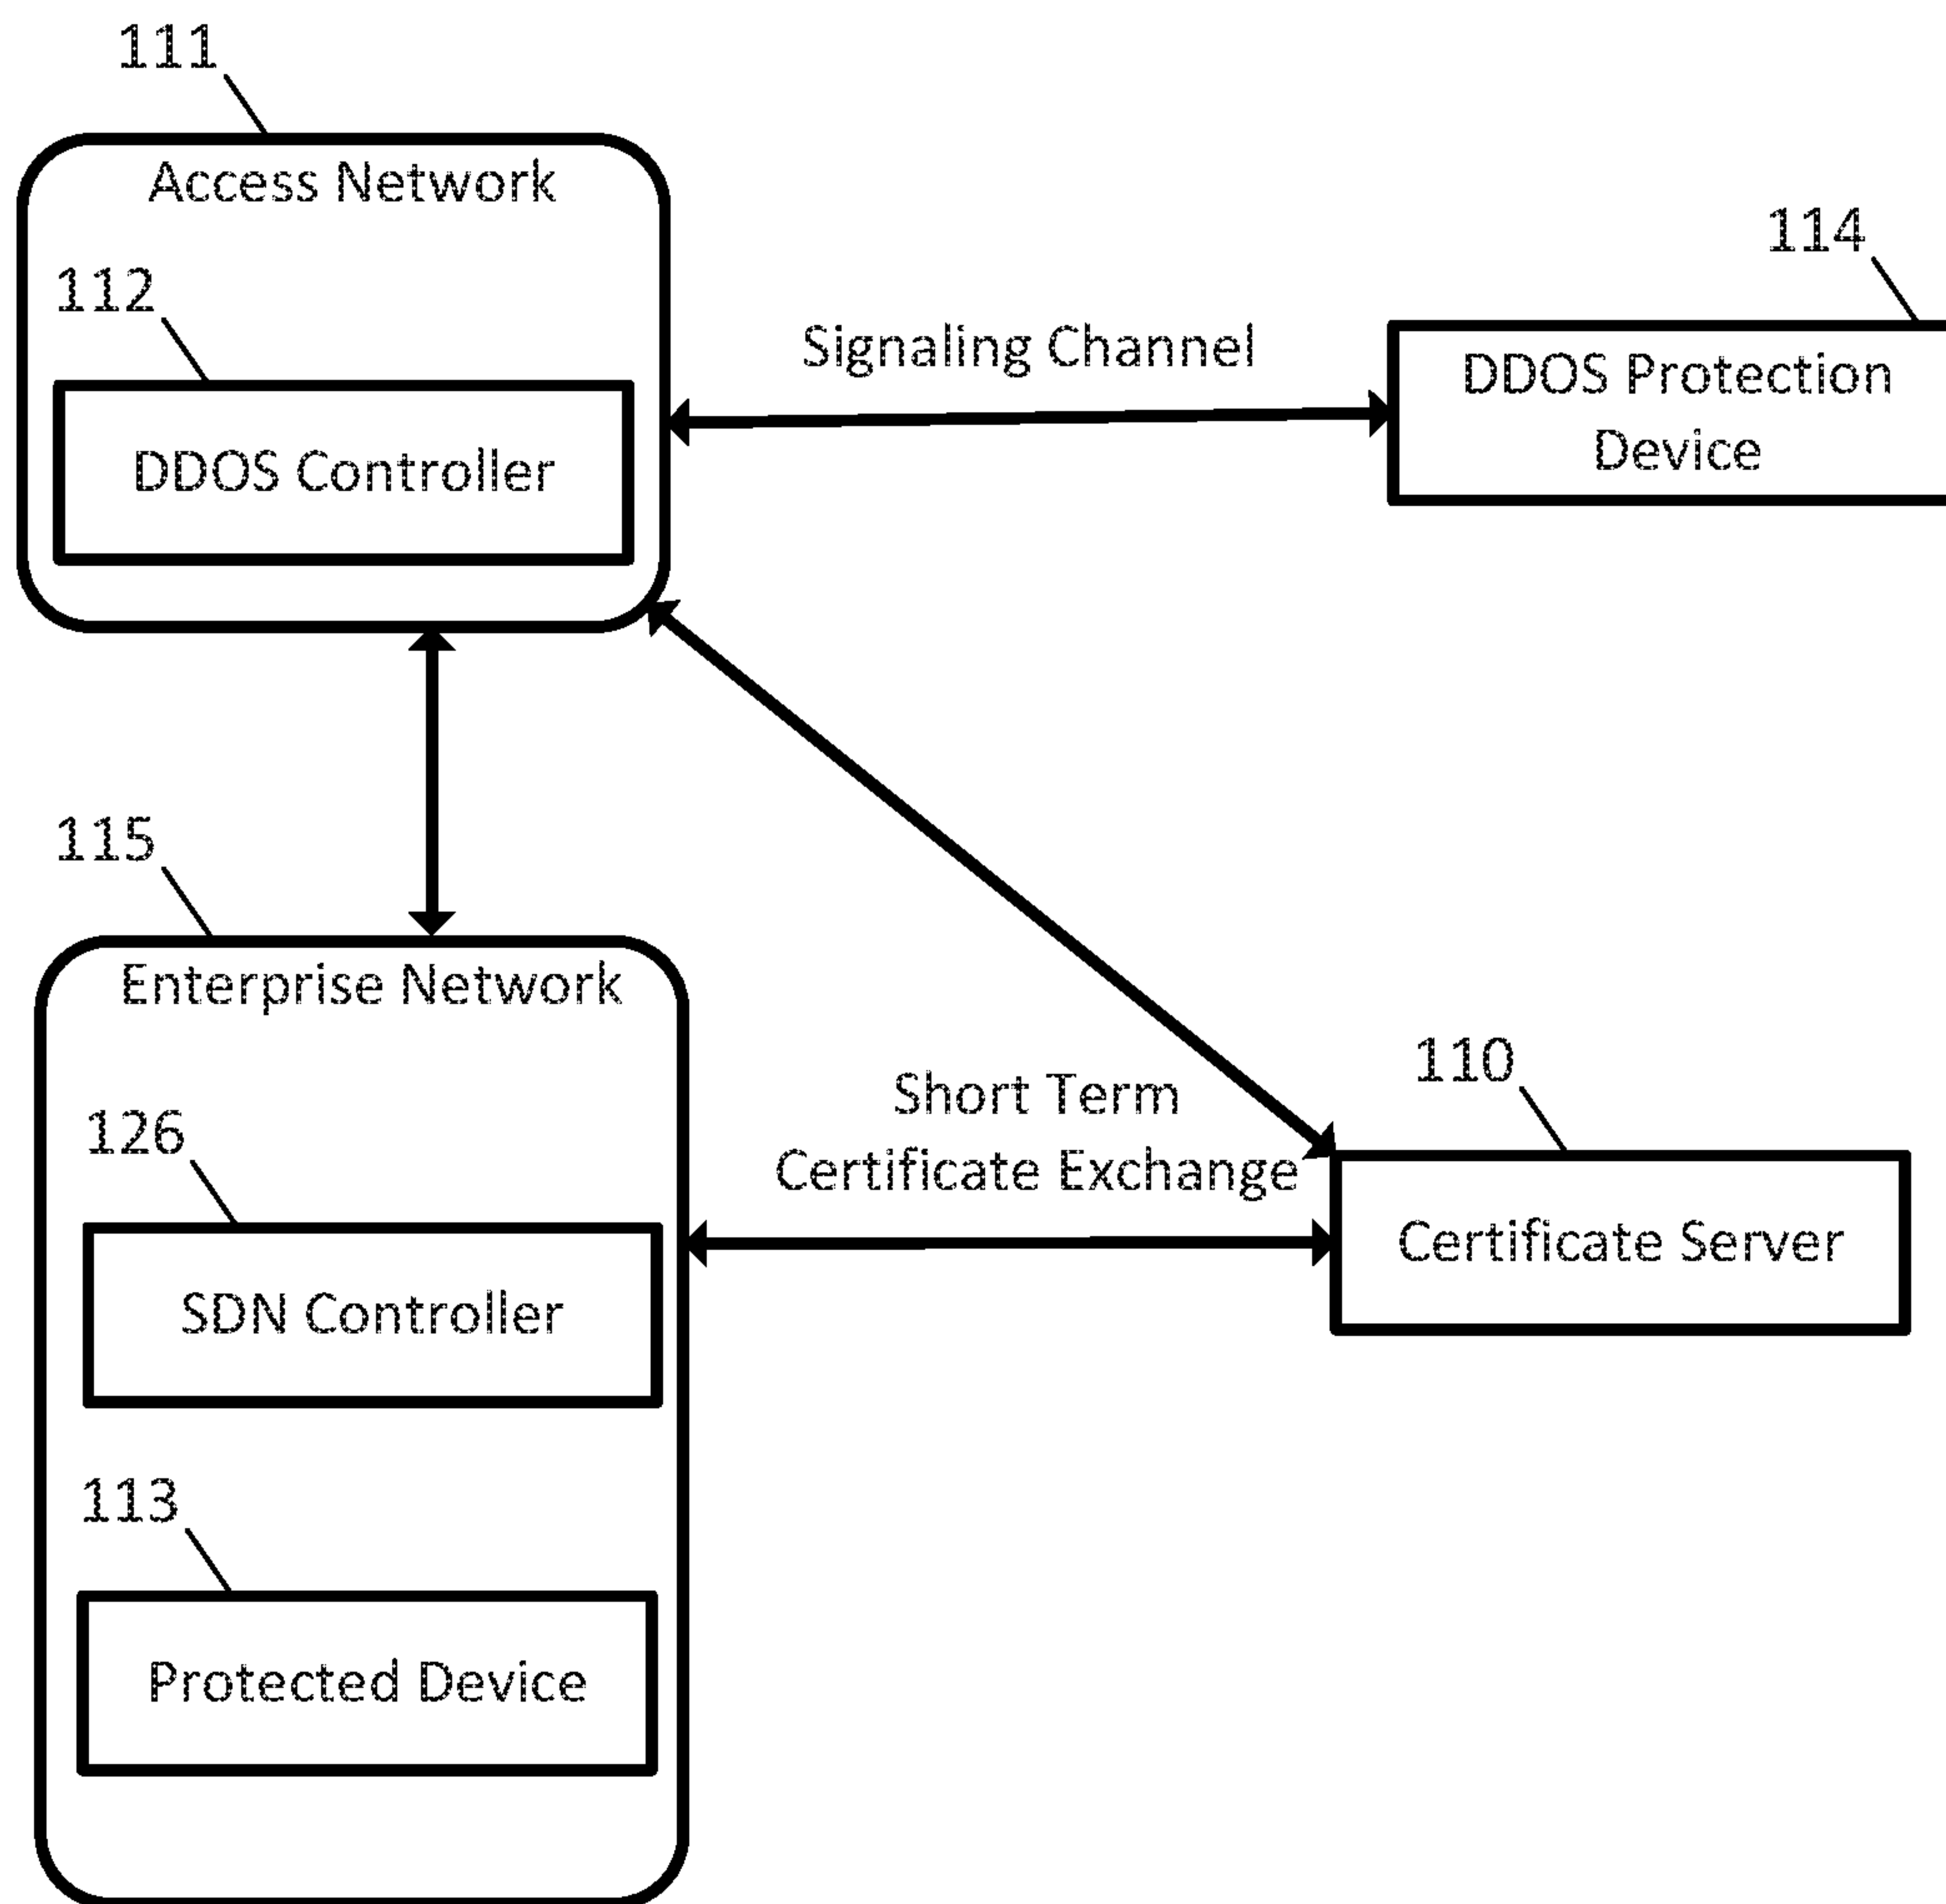 111
Access Network
112
DDOS Controller
Signaling Channel
114
DDOS Protection
Device
115
Enterprise Network
126
SDN Controller
113
Protected Device
Short Term
Certificate Exchange
110
Certificate Server